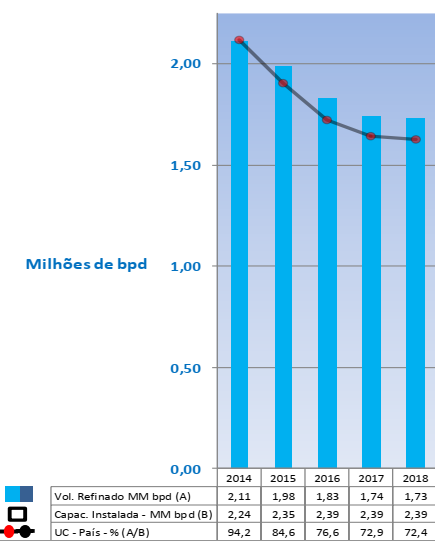 2,00
1,50
Milhões de bpd
1,00
0,50
0,00
2014 2015 2016 2017 2018
Vol. Refinado MM bpd (A) 2,11 1,98 1,83 1,74 1,73
Capac. Instalada - MM bpd (B) 2,24 2,35 2,39 2,39 2,39
UC - País - % (A/B) 94,2 84,6 76,6 72,9 72,4